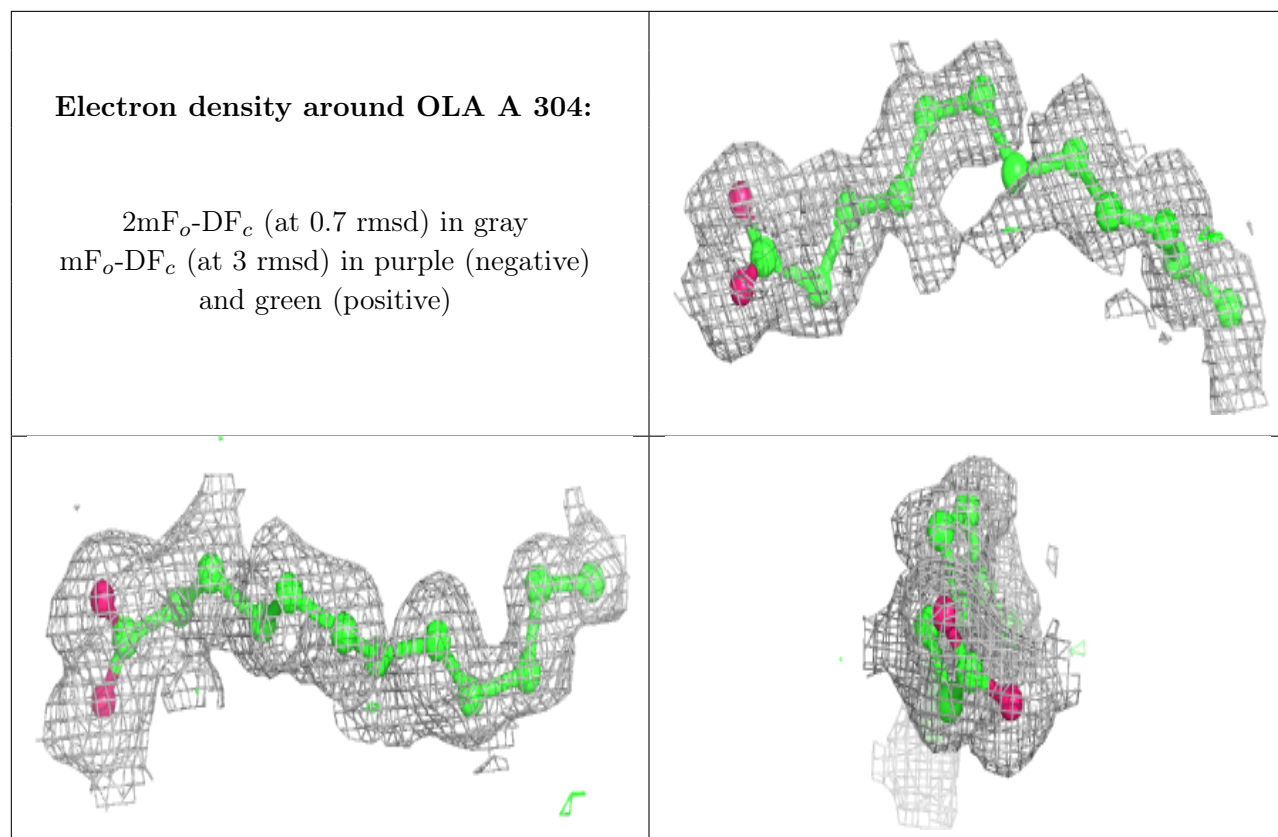 Electron density around OLA A 304:
2mFo-DFc (at 0.7 rmsd) in gray
mFo-DFc (at 3 rmsd) in purple (negative)
and green (positive)